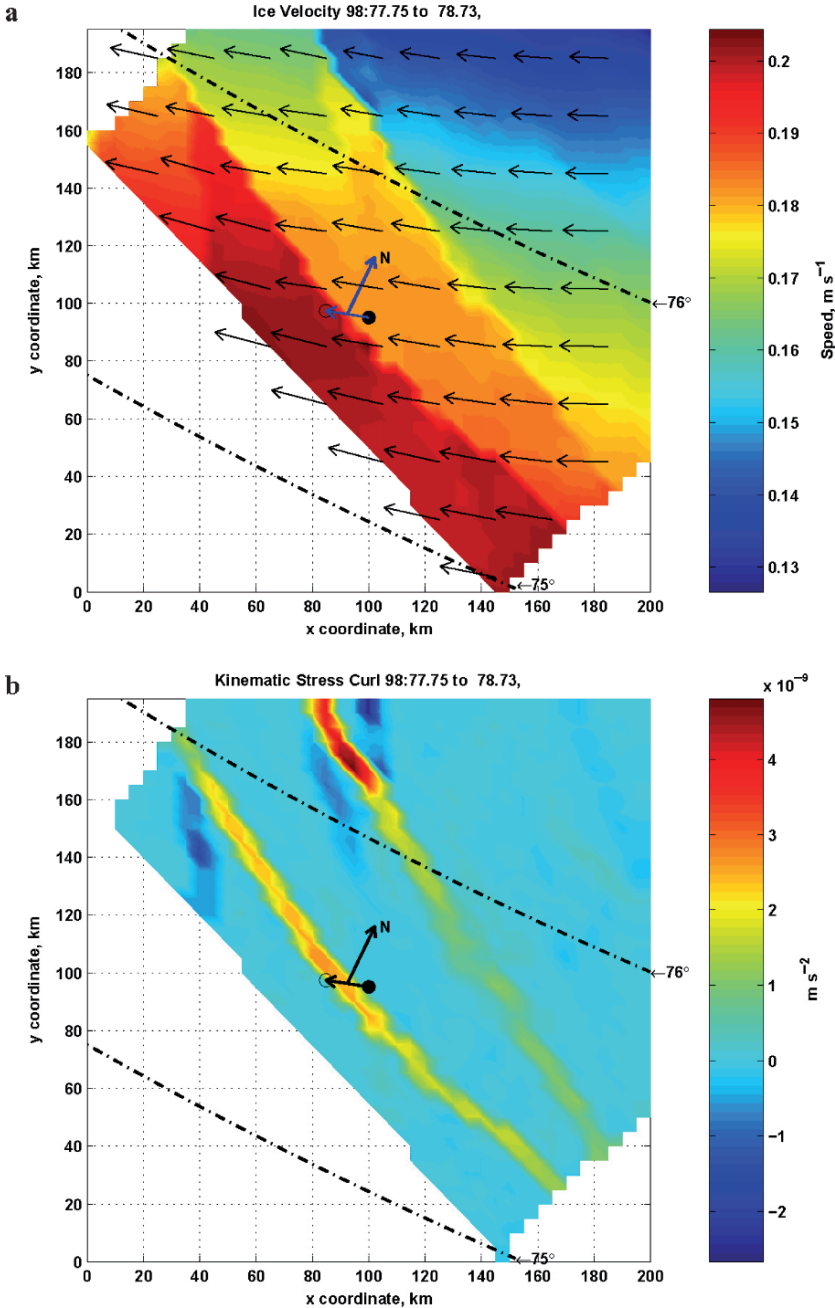 a
Ice Velocity 98:77.75 to 78.73,
y coordinate, km
180
160
140
120
100
80
60
40
20
0
0 20 40 60 80 100 120 140 160 180 200
x coordinate, km
N
←76°
←75°
0.2
0.19
0.18
0.17
0.16
0.15
0.14
0.13
Speed, m s⁻¹
b
Kinematic Stress Curl 98:77.75 to 78.73,
y coordinate, km
180
160
140
120
100
80
60
40
20
0
0 20 40 60 80 100 120 140 160 180 200
x coordinate, km
N
←76°
←75°
x 10⁻⁹
4
3
2
1
0
−1
−2
m s⁻²